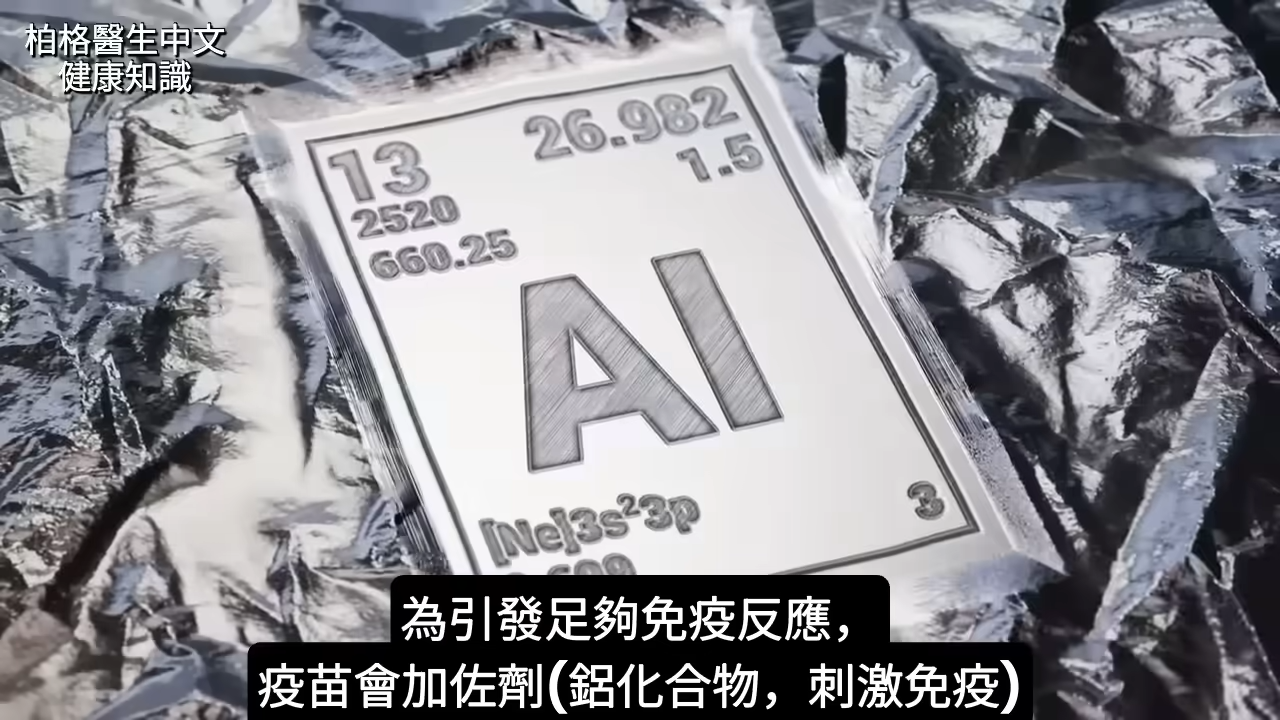 柏格醫生中文
健康知識
13
26.982
1.5
2520
660.25
Al
[Ne]3s²3p
3
為引發足夠免疫反應，
疫苗會加佐劑(鋁化合物，刺激免疫)